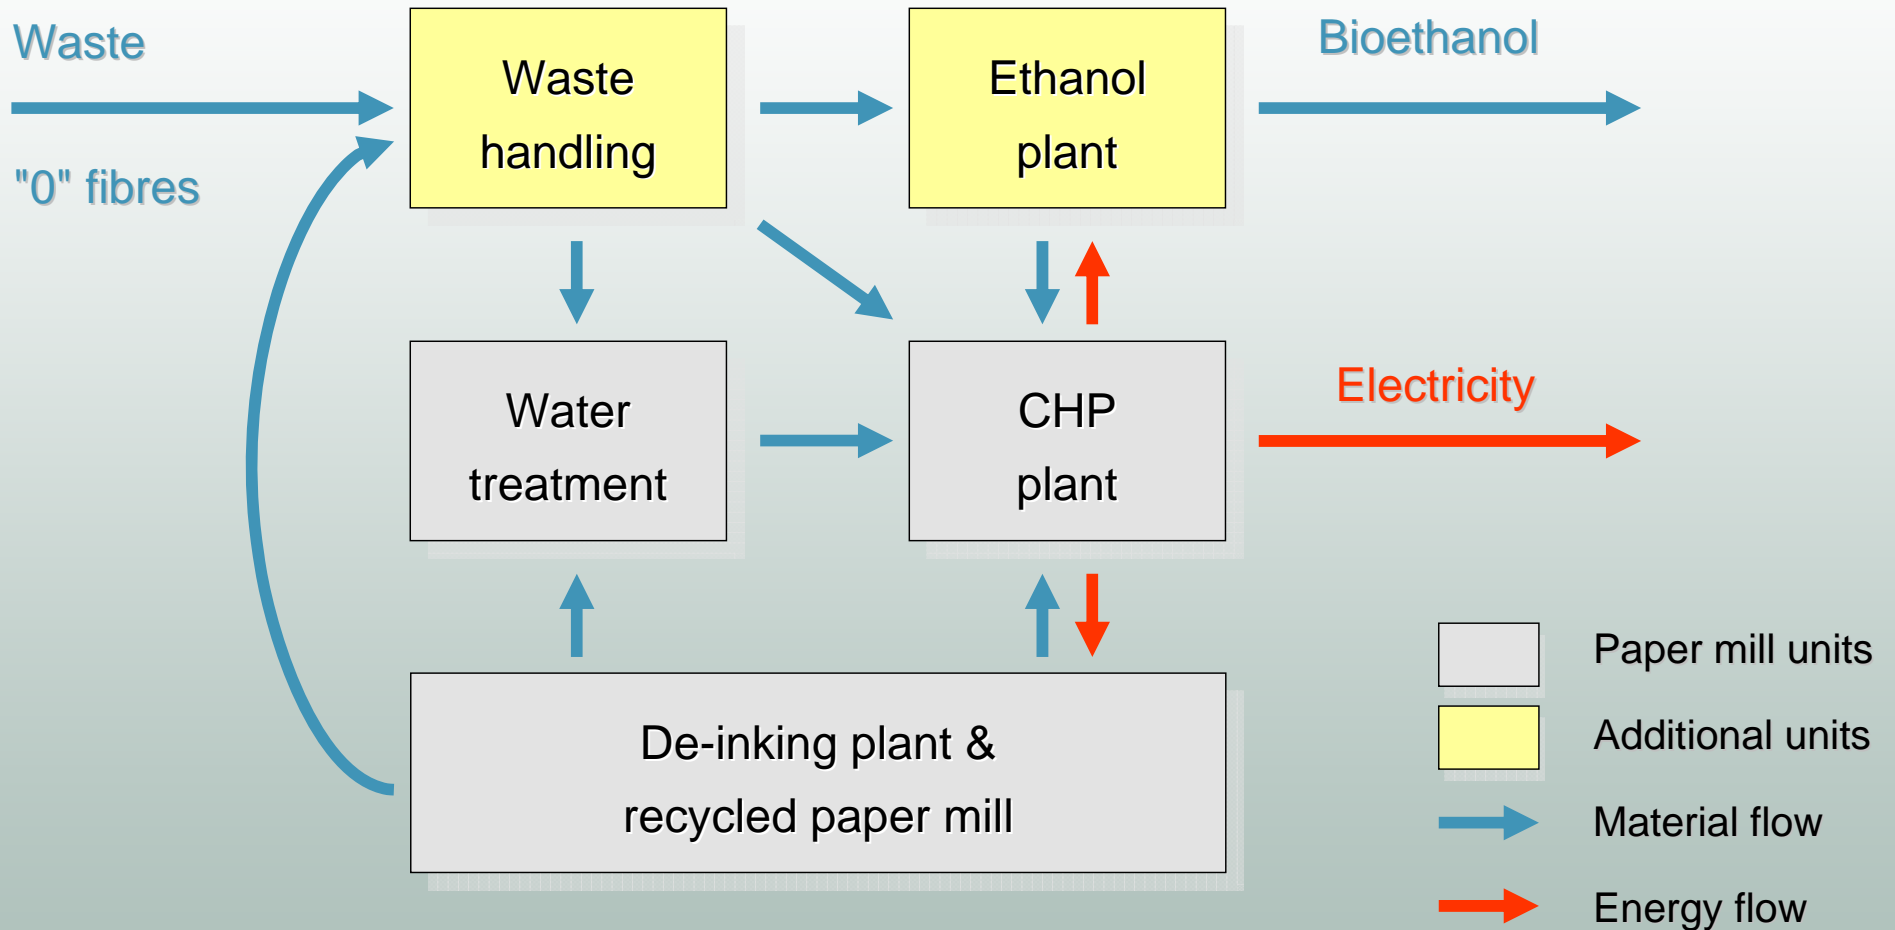 Waste
"0" fibres
Waste
handling
Ethanol
plant
Bioethanol
Water
treatment
CHP
plant
Electricity
De-inking plant &
recycled paper mill
Paper mill units
Additional units
Material flow
Energy flow